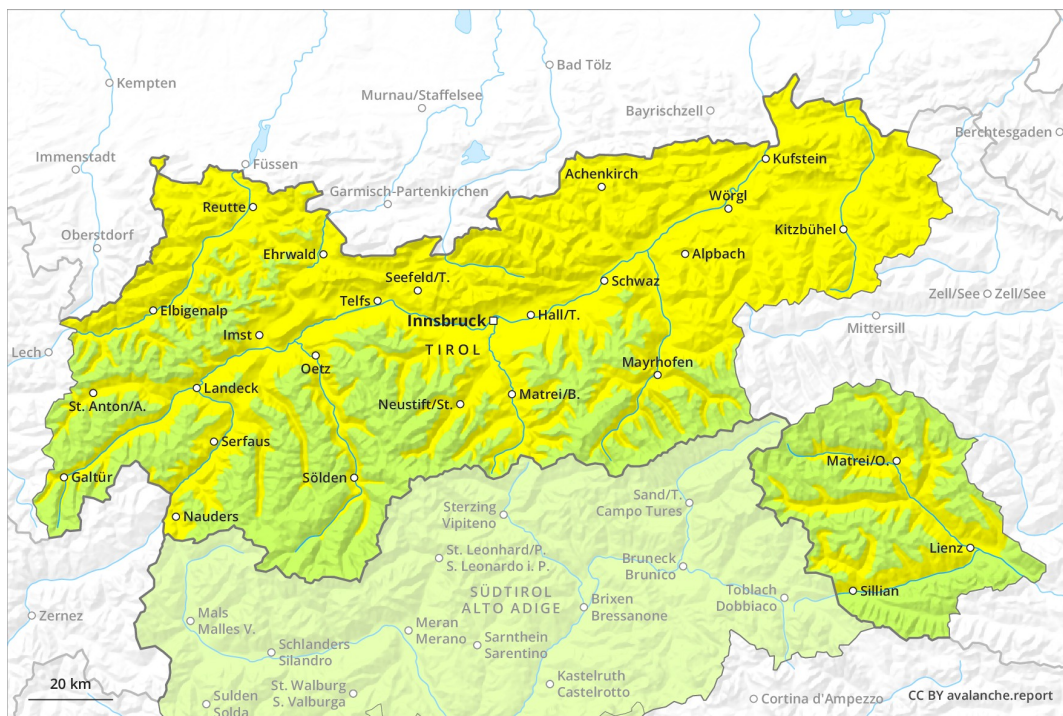 Kempten
Bad Tölz
Murnau/Staffelsee
Bayrischzell
Berchtesgaden
Immenstadt
Füssen
Kufstein
Achenkirch
Garmisch-Partenkirchen
Wörgl
Reutte
Kitzbühel
Oberstdorf
Ehrwald
Alpbach
Seefeld/T.
Schwaz
Telfs
Zell/See
Zell/See
Elbigenalp
Innsbruck
Hall/T.
Mittersill
Imst
Lech
TIROL
Oetz
Mayrhofen
Landeck
Matrei/B.
St. Anton/A.
Neustift/St.
Serfaus
Matrei/O.
Galtür
Sölden
Sterzing
Vipiteno
Sand/T.
Campo Tures
Nauders
Lienz
St. Leonhard/P.
S. Leonardo i. P.
Bruneck
Brunico
SÜDTIROL
ALTO ADIGE
Toblach
Dobbiaco
Sillian
Brixen
Bressanone
Zernez
Mals
Malles V.
Meran
Merano
Sarnthein
Sarentino
Schlanders
Silandro
Kastelruth
Castelrotto
20 km
St. Walburg
S. Valburga
Sulden
Solda
Cortina d'Ampezzo
CC BY avalanche.report